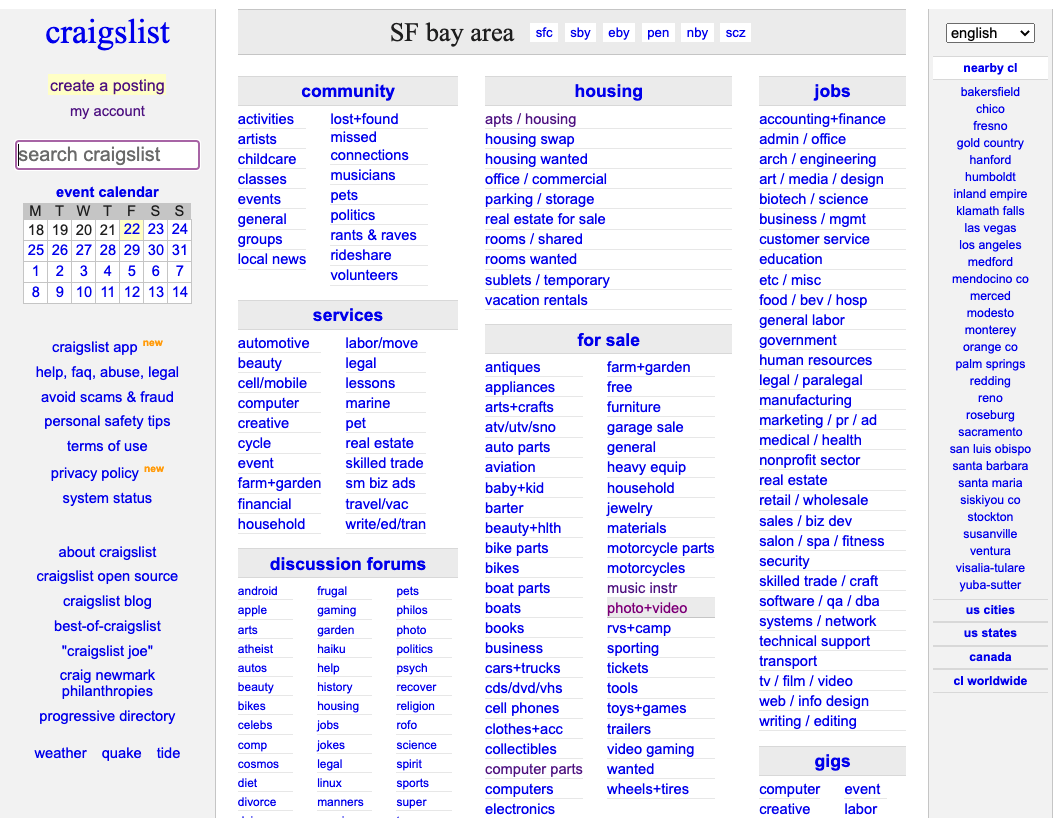 craigslist
create a posting
my account
search craigslist
event calendar
M T W T F S S
18 19 20 21 22 23 24
25 26 27 28 29 30 31
1 2 3 4 5 6 7
8 9 10 11 12 13 14
craigslist app new
help, faq, abuse, legal
avoid scams & fraud
personal safety tips
terms of use
privacy policy new
system status
about craigslist
craigslist open source
craigslist blog
best-of-craigslist
"craigslist joe"
craig newmark
philanthropies
progressive directory
weather quake tide
SF bay area sfc sby eby pen nby scz
community
activities
artists
childcare
classes
events
general
groups
local news
lost+found
missed
connections
musicians
pets
politics
rants & raves
rideshare
volunteers
services
automotive
beauty
cell/mobile
computer
creative
cycle
event
farm+garden
financial
household
labor/move
legal
lessons
marine
pet
real estate
skilled trade
sm biz ads
travel/vac
write/ed/tran
discussion forums
android
apple
arts
atheist
autos
beauty
bikes
celebs
comp
cosmos
diet
divorce
frugal
gaming
garden
haiku
help
history
housing
jobs
jokes
legal
linux
manners
pets
philos
photo
politics
psych
recover
religion
rofo
science
spirit
sports
super
housing
apts / housing
housing swap
housing wanted
office / commercial
parking / storage
real estate for sale
rooms / shared
rooms wanted
sublets / temporary
vacation rentals
for sale
antiques
appliances
arts+crafts
atv/utv/sno
auto parts
aviation
baby+kid
barter
beauty+hlth
bike parts
bikes
boat parts
boats
books
business
cars+trucks
cds/dvd/vhs
cell phones
clothes+acc
collectibles
computer parts
computers
electronics
farm+garden
free
furniture
garage sale
general
heavy equip
household
jewelry
materials
motorcycle parts
motorcycles
music instr
photo+video
rvs+camp
sporting
tickets
tools
toys+games
trailers
video gaming
wanted
wheels+tires
jobs
accounting+finance
admin / office
arch / engineering
art / media / design
biotech / science
business / mgmt
customer service
education
etc / misc
food / bev / hosp
general labor
government
human resources
legal / paralegal
manufacturing
marketing / pr / ad
medical / health
nonprofit sector
real estate
retail / wholesale
sales / biz dev
salon / spa / fitness
security
skilled trade / craft
software / qa / dba
systems / network
technical support
transport
tv / film / video
web / info design
writing / editing
gigs
computer
creative
event
labor
english
nearby cl
bakersfield
chico
fresno
gold country
hanford
humboldt
inland empire
klamath falls
las vegas
los angeles
medford
mendocino co
merced
modesto
monterey
orange co
palm springs
redding
reno
roseburg
sacramento
san luis obispo
santa barbara
santa maria
siskiyou co
stockton
susanville
ventura
visalia-tulare
yuba-sutter
us cities
us states
canada
cl worldwide